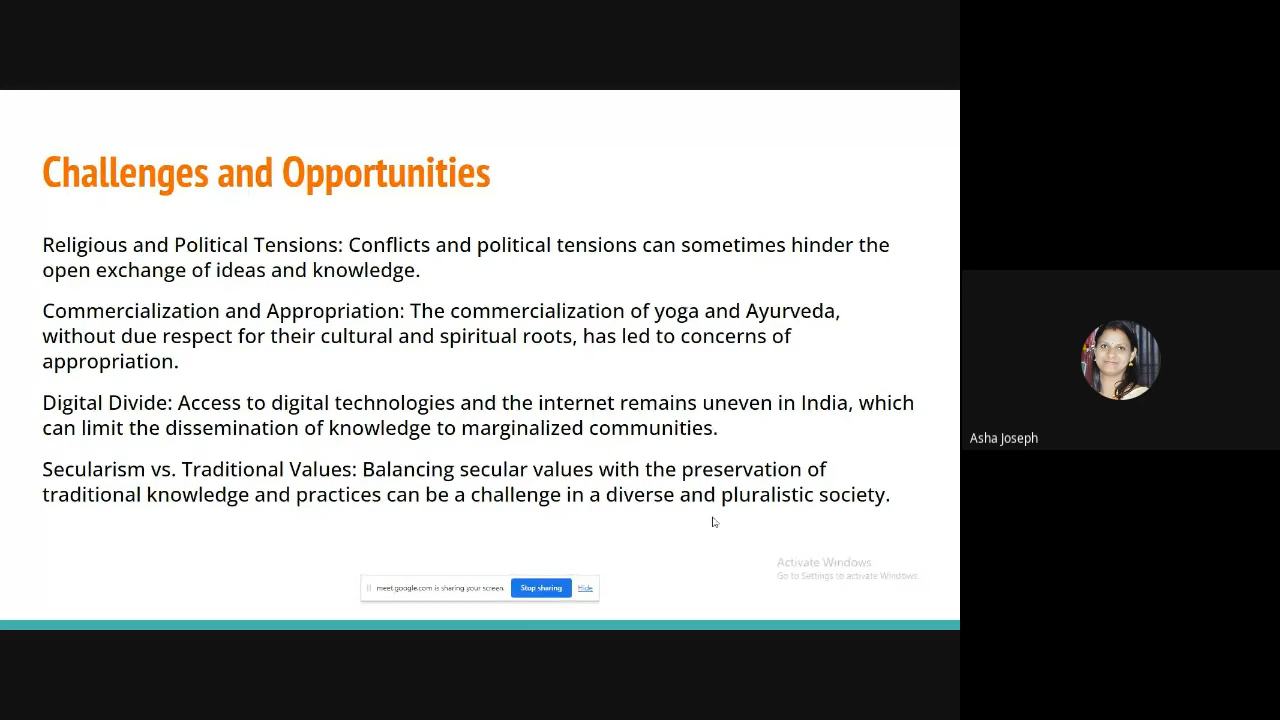 Challenges and Opportunities
Religious and Political Tensions: Conflicts and political tensions can sometimes hinder the
open exchange of ideas and knowledge.
Commercialization and Appropriation: The commercialization of yoga and Ayurveda,
without due respect for their cultural and spiritual roots, has led to concerns of
appropriation.
Digital Divide: Access to digital technologies and the internet remains uneven in India, which
can limit the dissemination of knowledge to marginalized communities.
Secularism vs. Traditional Values: Balancing secular values with the preservation of
traditional knowledge and practices can be a challenge in a diverse and pluralistic society.
Activate Windows
Go to Settings to activate Windows.
meet.google.com is sharing your screen. Stop sharing Hide
Asha Joseph